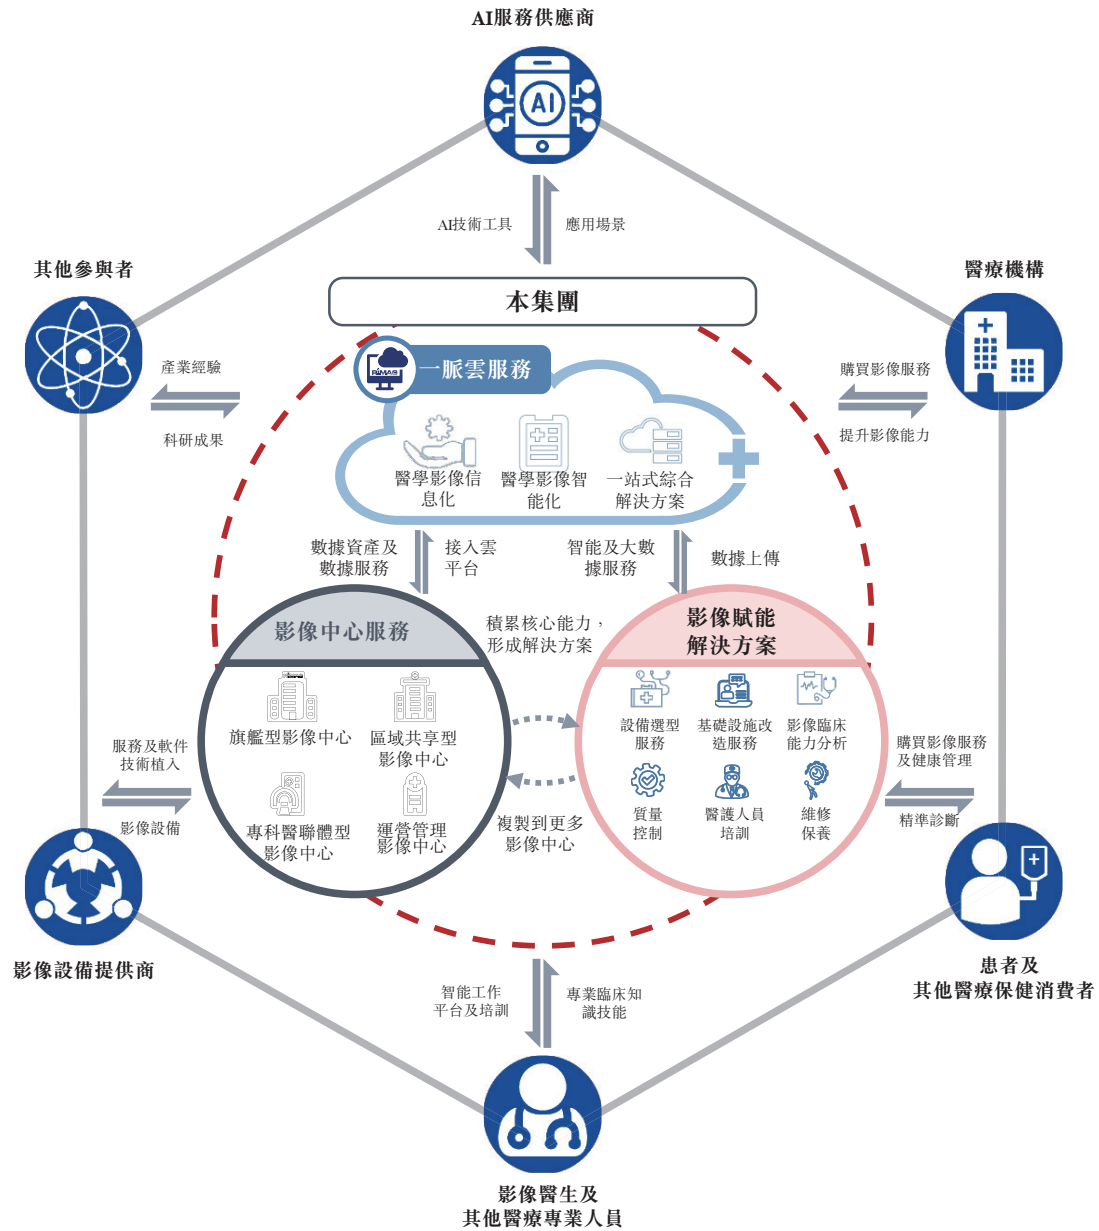 AI服務供應商
AI
AI技術工具
應用場景
其他參與者
醫療機構
本集團
產業經驗
科研成果
購買影像服務
提升影像能力
RIMAG
一脈雲服務
醫學影像信
息化
醫學影像智
能化
一站式綜合
解決方案
數據資產及
數據服務
接入雲
平台
智能及大數
據服務
數據上傳
影像中心服務
積累核心能力，
形成解決方案
影像賦能
解決方案
旗艦型影像中心
區域共享型
影像中心
設備選型
服務
基礎設施改
造服務
影像臨床
能力分析
服務及軟件
技術植入
影像設備
專科醫聯體型
影像中心
運營管理
影像中心
複製到更多
影像中心
質量
控制
醫護人員
培訓
維修
保養
購買影像服務
及健康管理
精準診斷
影像設備提供商
患者及
其他醫療保健消費者
智能工作
平台及培訓
專業臨床知
識技能
影像醫生及
其他醫療專業人員